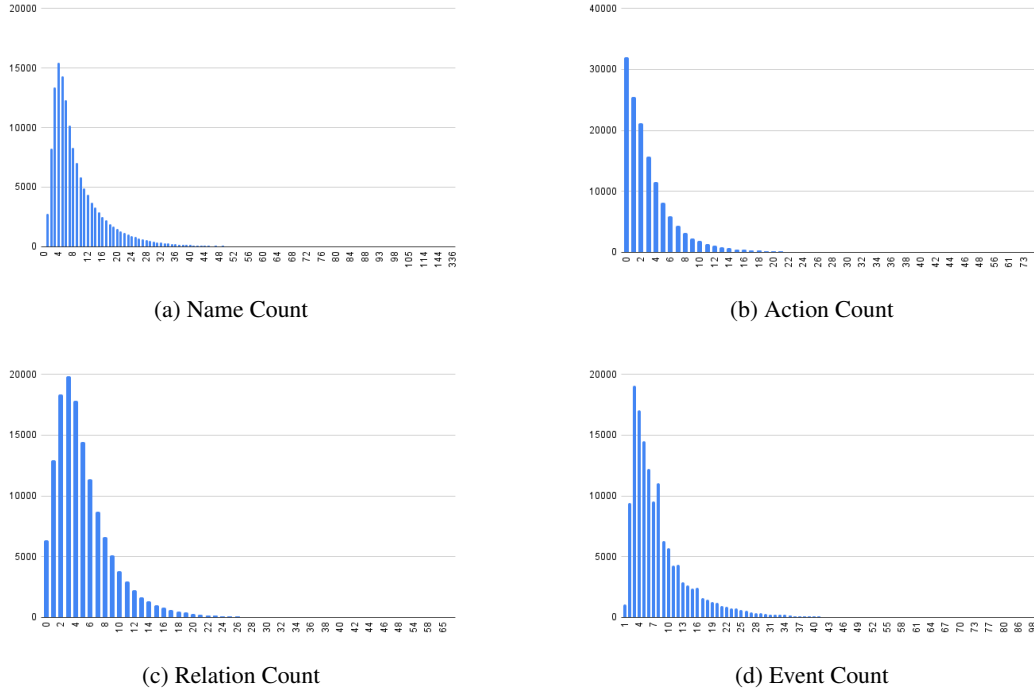 20000
15000
10000
5000
0
0 4 8 12 16 20 24 28 32 36 40 44 48 52 56 60 64 68 72 76 80 84 88 93 98 105 114 144 336
(a) Name Count
40000
30000
20000
10000
0
0 2 4 6 8 10 12 14 16 18 20 22 24 26 28 30 32 34 36 38 40 42 44 46 48 56 61 73
(b) Action Count
20000
15000
10000
5000
0
0 2 4 6 8 10 12 14 16 18 20 22 24 26 28 30 32 34 36 38 40 42 44 46 48 54 58 65
(c) Relation Count
20000
15000
10000
5000
0
1 4 7 10 13 16 19 22 25 28 31 34 37 40 43 46 49 52 55 58 61 64 67 70 73 77 80 86 98
(d) Event Count